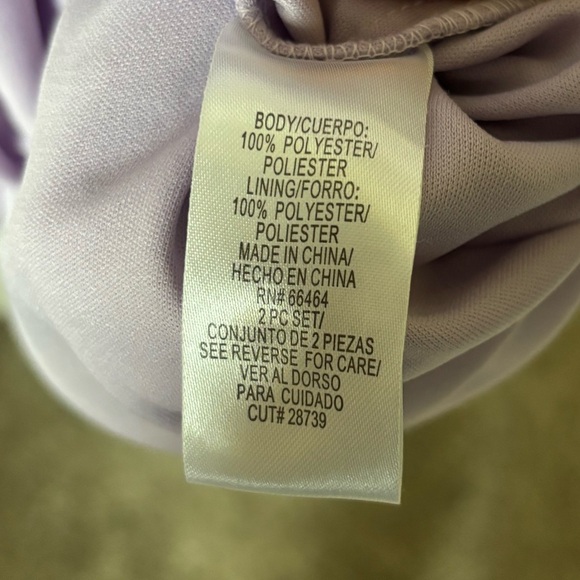 BODY/CUERPO:
100% POLYESTER/
POLIESTER
LINING/FORRO:
100% POLYESTER/
POLIESTER
MADE IN CHINA/
HECHO EN CHINA
RN# 66464
2 PC SET/
CONJUNTO DE 2 PIEZAS
SEE REVERSE FOR CARE/
VER AL DORSO
PARA CUIDADO
CUT# 28739